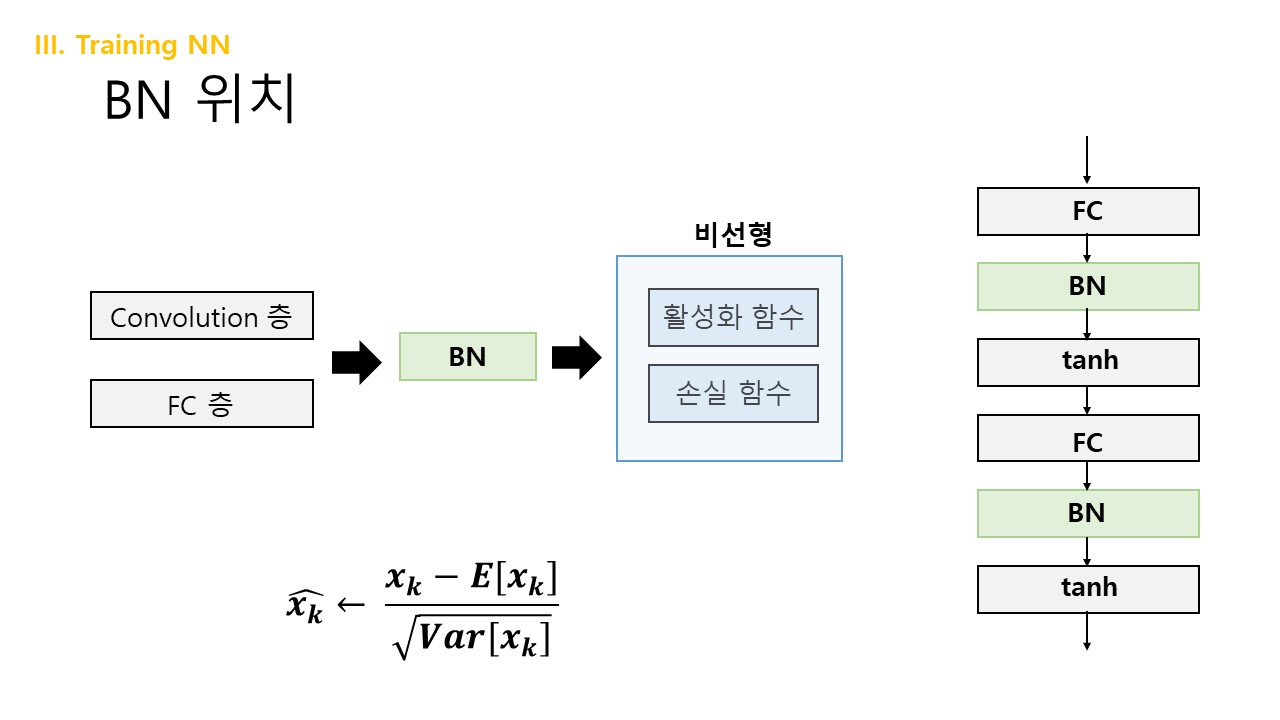 III. Training NN
BN 위치
Convolution 층
FC 층
BN
비선형
활성화 함수
손실 함수
$\widehat{x_k} \leftarrow \frac{x_k - E[x_k]}{\sqrt{Var[x_k]}}$
FC
BN
tanh
FC
BN
tanh